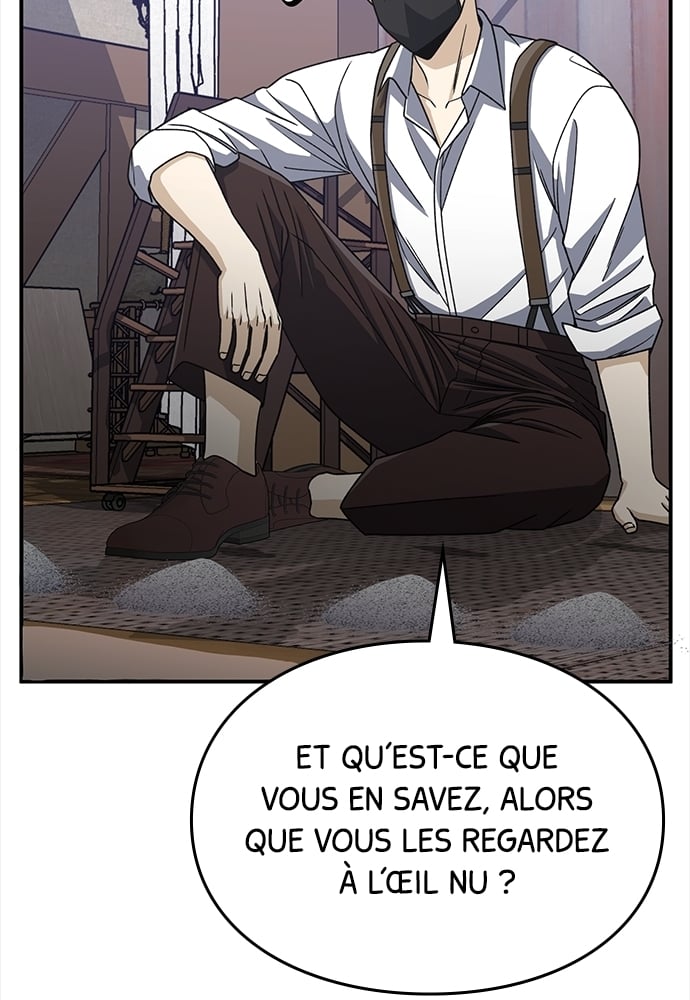 ET QU'EST-CE QUE
VOUS EN SAVEZ, ALORS
QUE VOUS LES REGARDEZ
À L'ŒIL NU ?